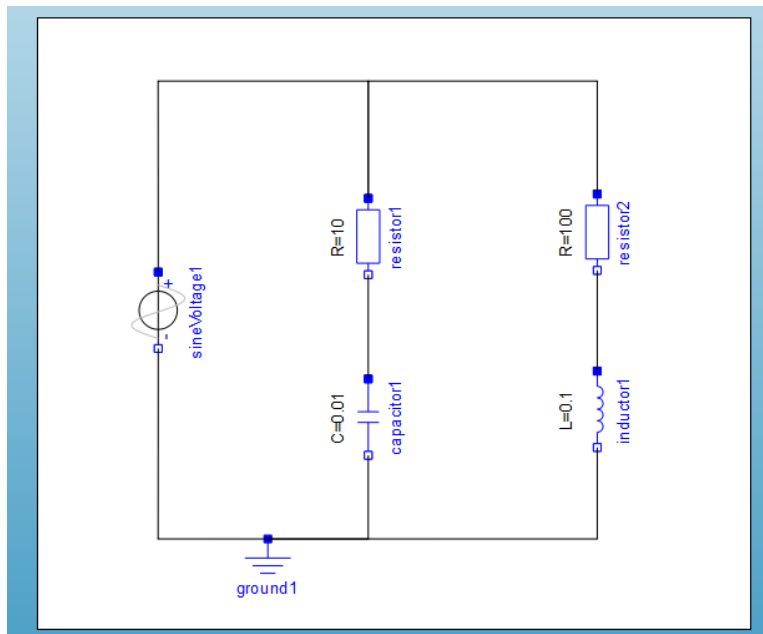 R=10
resistor1
R=100
resistor2
+
-
sineVoltage1
C=0.01
capacitor1
L=0.1
inductor1
ground1